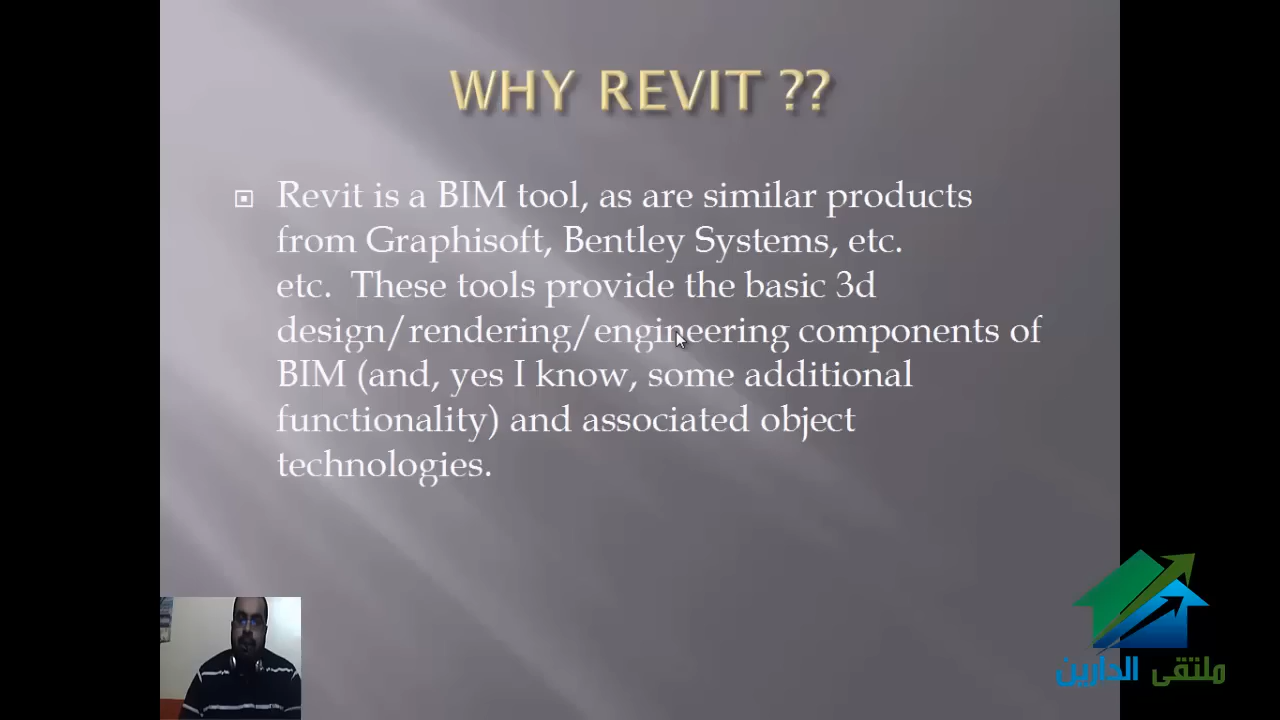 WHY REVIT ??
Revit is a BIM tool, as are similar products
from Graphisoft, Bentley Systems, etc.
etc.  These tools provide the basic 3d
design/rendering/engineering components of
BIM (and, yes I know, some additional
functionality) and associated object
technologies.
ملتقى الدارين